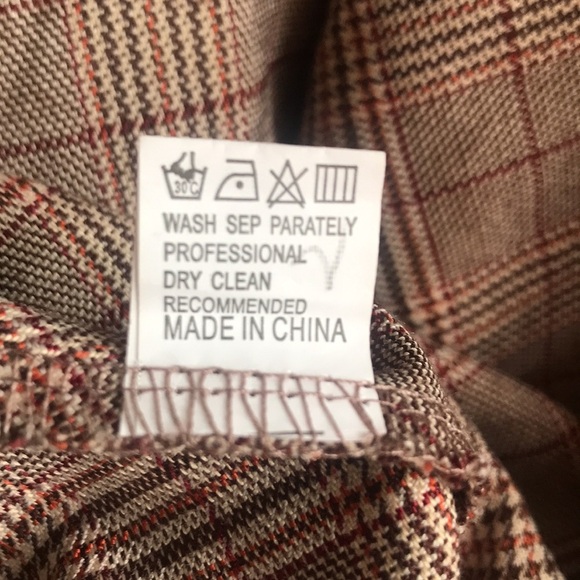 30°C
WASH SEP PARATELY
PROFESSIONAL
DRY CLEAN
RECOMMENDED
MADE IN CHINA